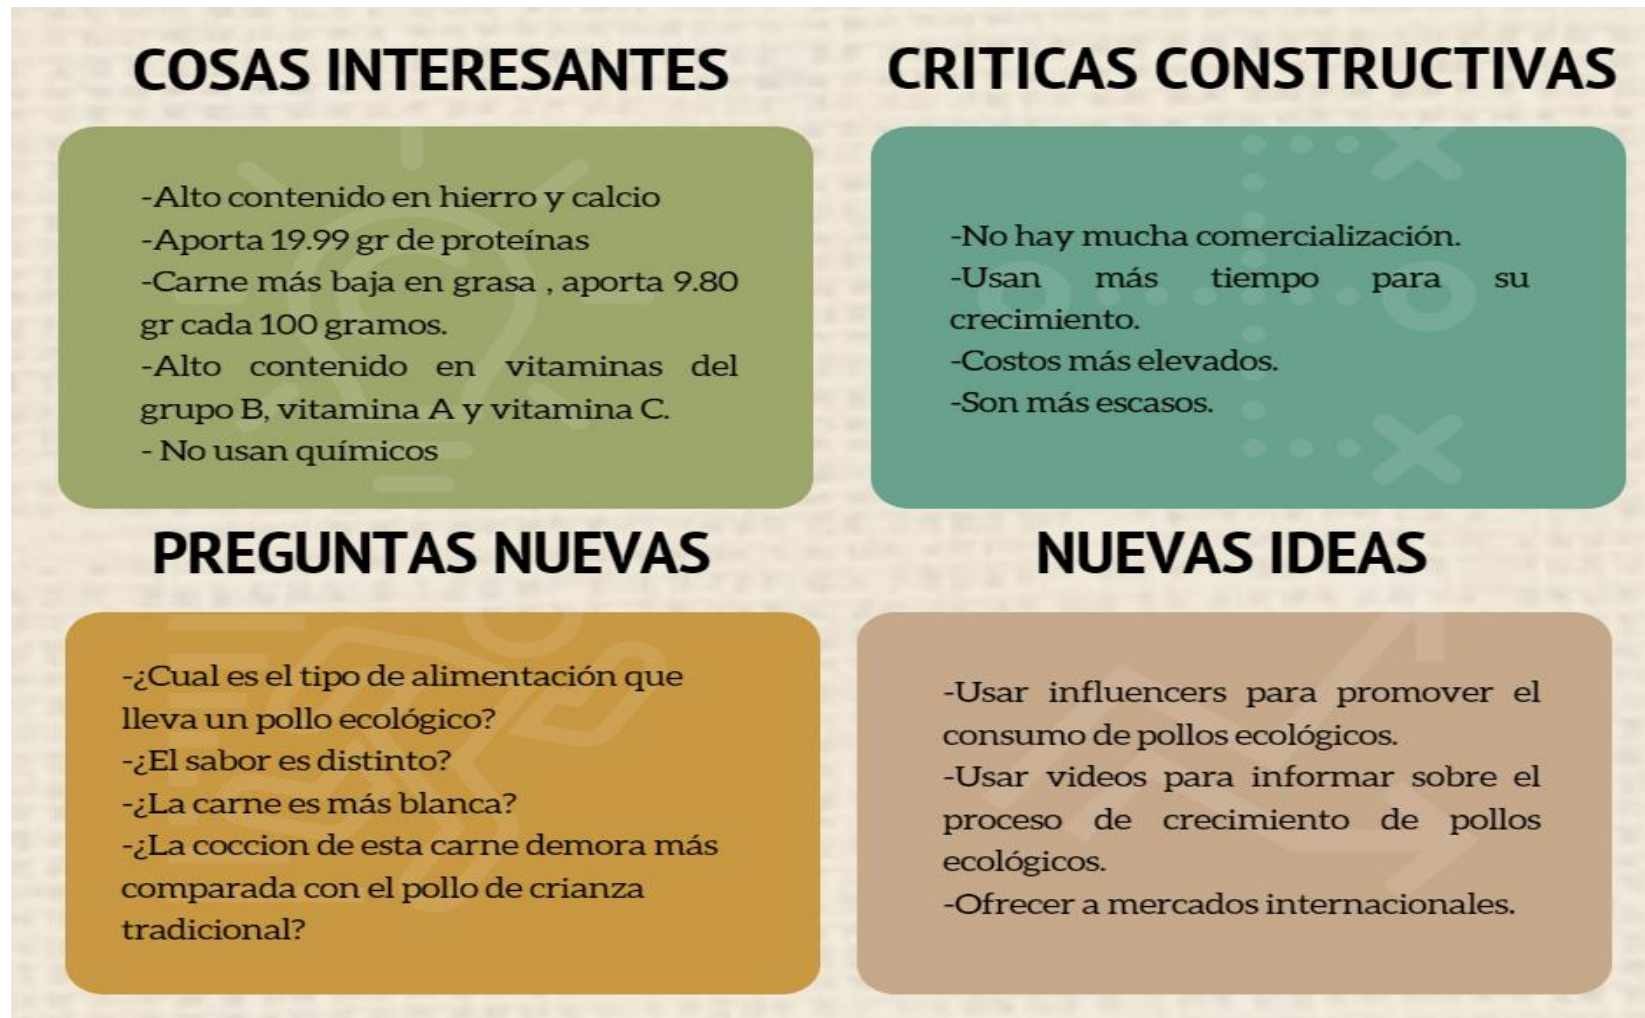 COSAS INTERESANTES
-Alto contenido en hierro y calcio
-Aporta 19.99 gr de proteínas
-Carne más baja en grasa , aporta 9.80
gr cada 100 gramos.
-Alto contenido en vitaminas del
grupo B, vitamina A y vitamina C.
- No usan químicos
CRITICAS CONSTRUCTIVAS
-No hay mucha comercialización.
-Usan más tiempo para su
crecimiento.
-Costos más elevados.
-Son más escasos.
PREGUNTAS NUEVAS
-¿Cual es el tipo de alimentación que
lleva un pollo ecológico?
-¿El sabor es distinto?
-¿La carne es más blanca?
-¿La coccion de esta carne demora más
comparada con el pollo de crianza
tradicional?
NUEVAS IDEAS
-Usar influencers para promover el
consumo de pollos ecológicos.
-Usar videos para informar sobre el
proceso de crecimiento de pollos
ecológicos.
-Ofrecer a mercados internacionales.